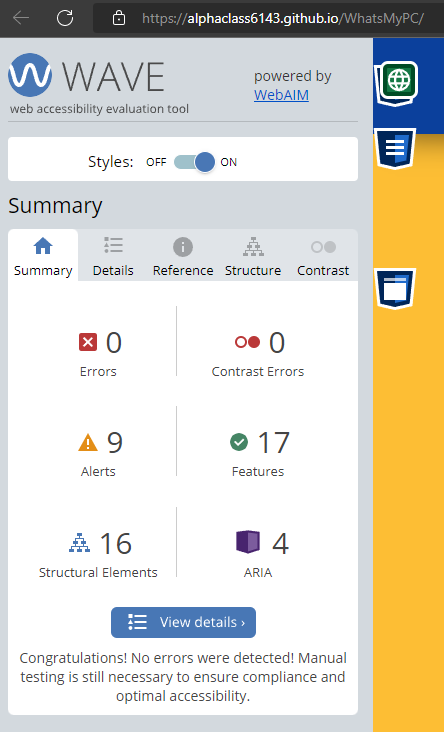 https://alphaclass6143.github.io/WhatsMyPC/
WAVE
web accessibility evaluation tool
powered by
WebAIM
Styles: OFF ON
Summary
Summary Details Reference Structure Contrast
0 0
Errors Contrast Errors
9 17
Alerts Features
16 4
Structural Elements ARIA
View details ›
Congratulations! No errors were detected! Manual
testing is still necessary to ensure compliance and
optimal accessibility.